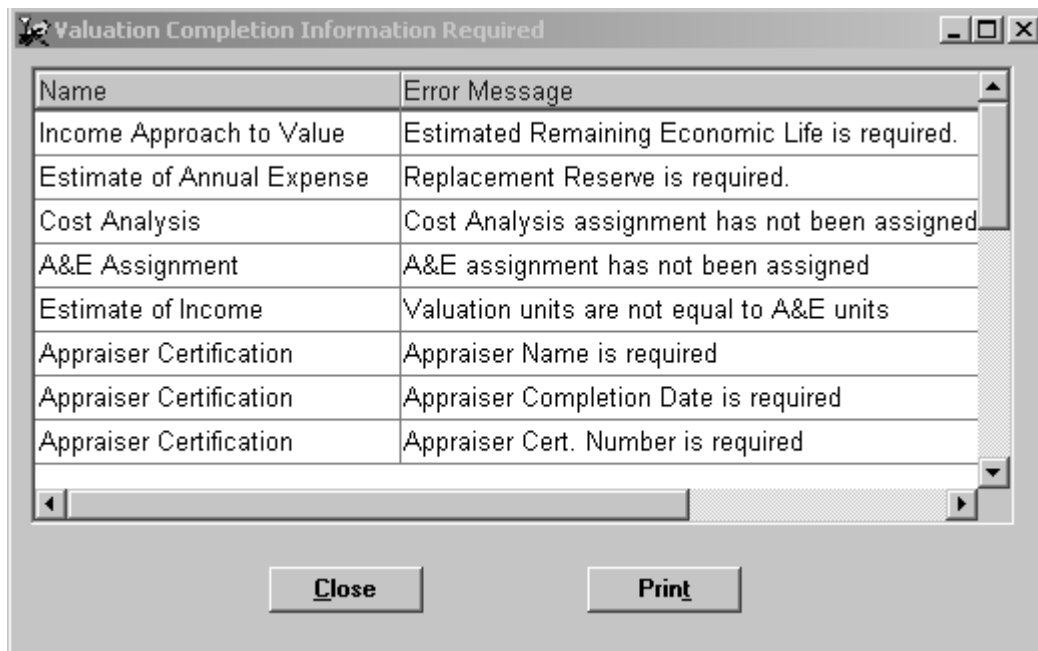 Valuation Completion Information Required
Name Error Message
Income Approach to Value Estimated Remaining Economic Life is required.
Estimate of Annual Expense Replacement Reserve is required.
Cost Analysis Cost Analysis assignment has not been assigned
A&E Assignment A&E assignment has not been assigned
Estimate of Income Valuation units are not equal to A&E units
Appraiser Certification Appraiser Name is required
Appraiser Certification Appraiser Completion Date is required
Appraiser Certification Appraiser Cert. Number is required
Close Print